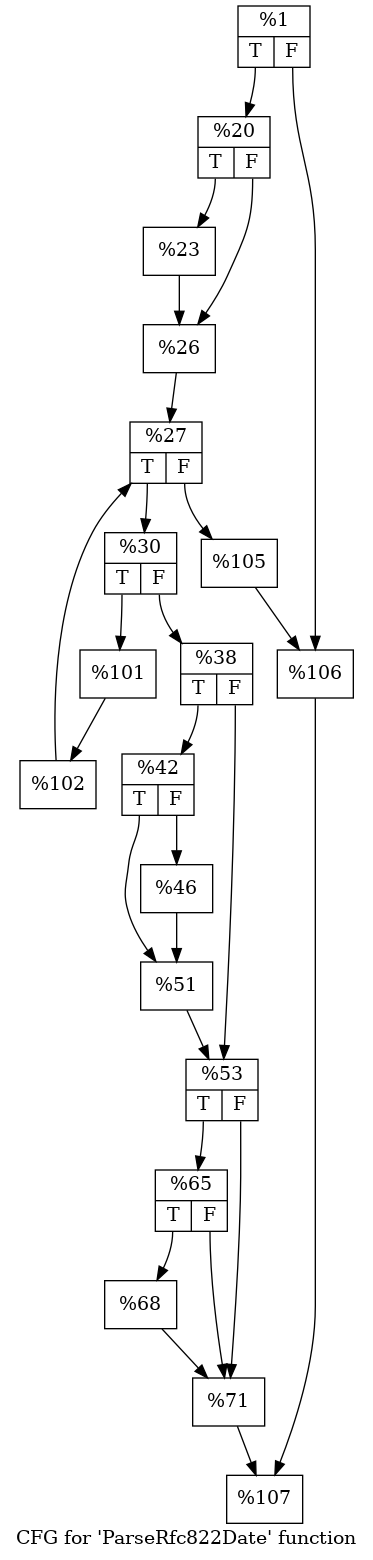 %1
T F
%20
T F
%23
%26
%27
T F
%30
T F
%105
%38
T F
%101
%106
%42
T F
%102
%46
%51
%53
T F
%65
T F
%68
%71
%107
CFG for 'ParseRfc822Date' function